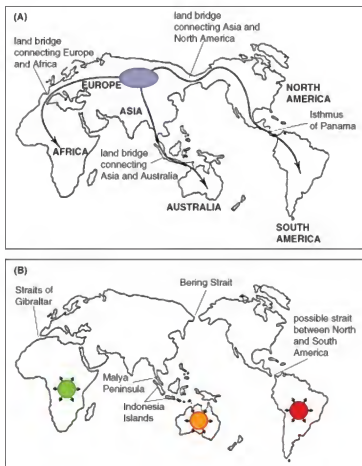 (A)
land bridge
connecting Asia and
North America
land bridge
connecting Europe
and Africa
EUROPE
NORTH
AMERICA
ASIA
Isthmus
of Panama
AFRICA
land bridge
connecting
Asia and Australia
AUSTRALIA
SOUTH
AMERICA
(B)
Bering Strait
Straits of
Gibraltar
possible strait
between North
and South
America
Malya
Peninsula
Indonesia
Islands